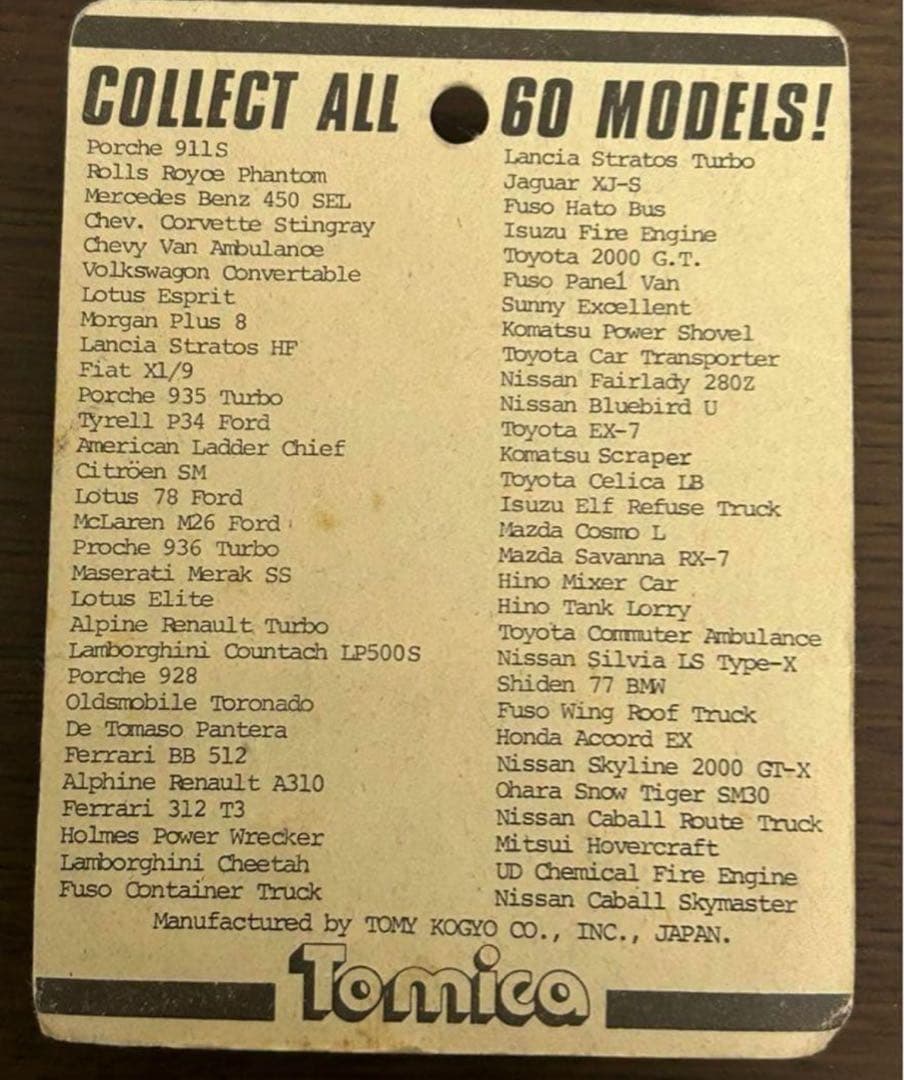 COLLECT ALL 60 MODELS!
Porche 911S
Rolls Royce Phantom
Mercedes Benz 450 SEL
Chev. Corvette Stingray
Chevy Van Ambulance
Volkswagon Convertable
Lotus Esprit
Morgan Plus 8
Lancia Stratos HF
Fiat X1/9
Porche 935 Turbo
Tyrell P34 Ford
American Ladder Chief
Citröen SM
Lotus 78 Ford
McLaren M26 Ford
Proche 936 Turbo
Maserati Merak SS
Lotus Elite
Alpine Renault Turbo
Lamborghini Countach LP500S
Porche 928
Oldsmobile Toronado
De Tomaso Pantera
Ferrari BB 512
Alphine Renault A310
Ferrari 312 T3
Holmes Power Wrecker
Lamborghini Cheetah
Fuso Container Truck
Lancia Stratos Turbo
Jaguar XJ-S
Fuso Hato Bus
Isuzu Fire Engine
Toyota 2000 G.T.
Fuso Panel Van
Sunny Excellent
Komatsu Power Shovel
Toyota Car Transporter
Nissan Fairlady 280Z
Nissan Bluebird U
Toyota EX-7
Komatsu Scraper
Toyota Celica LB
Isuzu Elf Refuse Truck
Mazda Cosmo L
Mazda Savanna RX-7
Hino Mixer Car
Hino Tank Lorry
Toyota Commuter Ambulance
Nissan Silvia LS Type-X
Shiden 77 BMW
Fuso Wing Roof Truck
Honda Accord EX
Nissan Skyline 2000 GT-X
Ohara Snow Tiger SM30
Nissan Caball Route Truck
Mitsui Hovercraft
UD Chemical Fire Engine
Nissan Caball Skymaster
Manufactured by TOMY KOGYO CO., INC., JAPAN.
Tomica